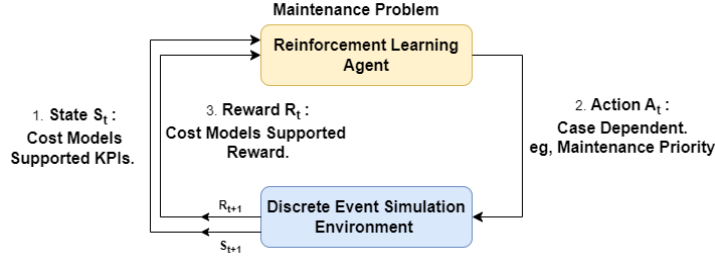 Maintenance Problem
Reinforcement Learning
Agent
1. State St :
Cost Models
Supported KPIs.
3. Reward Rt :
Cost Models Supported
Reward.
2. Action At :
Case Dependent.
eg, Maintenance Priority
Rt+1
St+1
Discrete Event Simulation
Environment